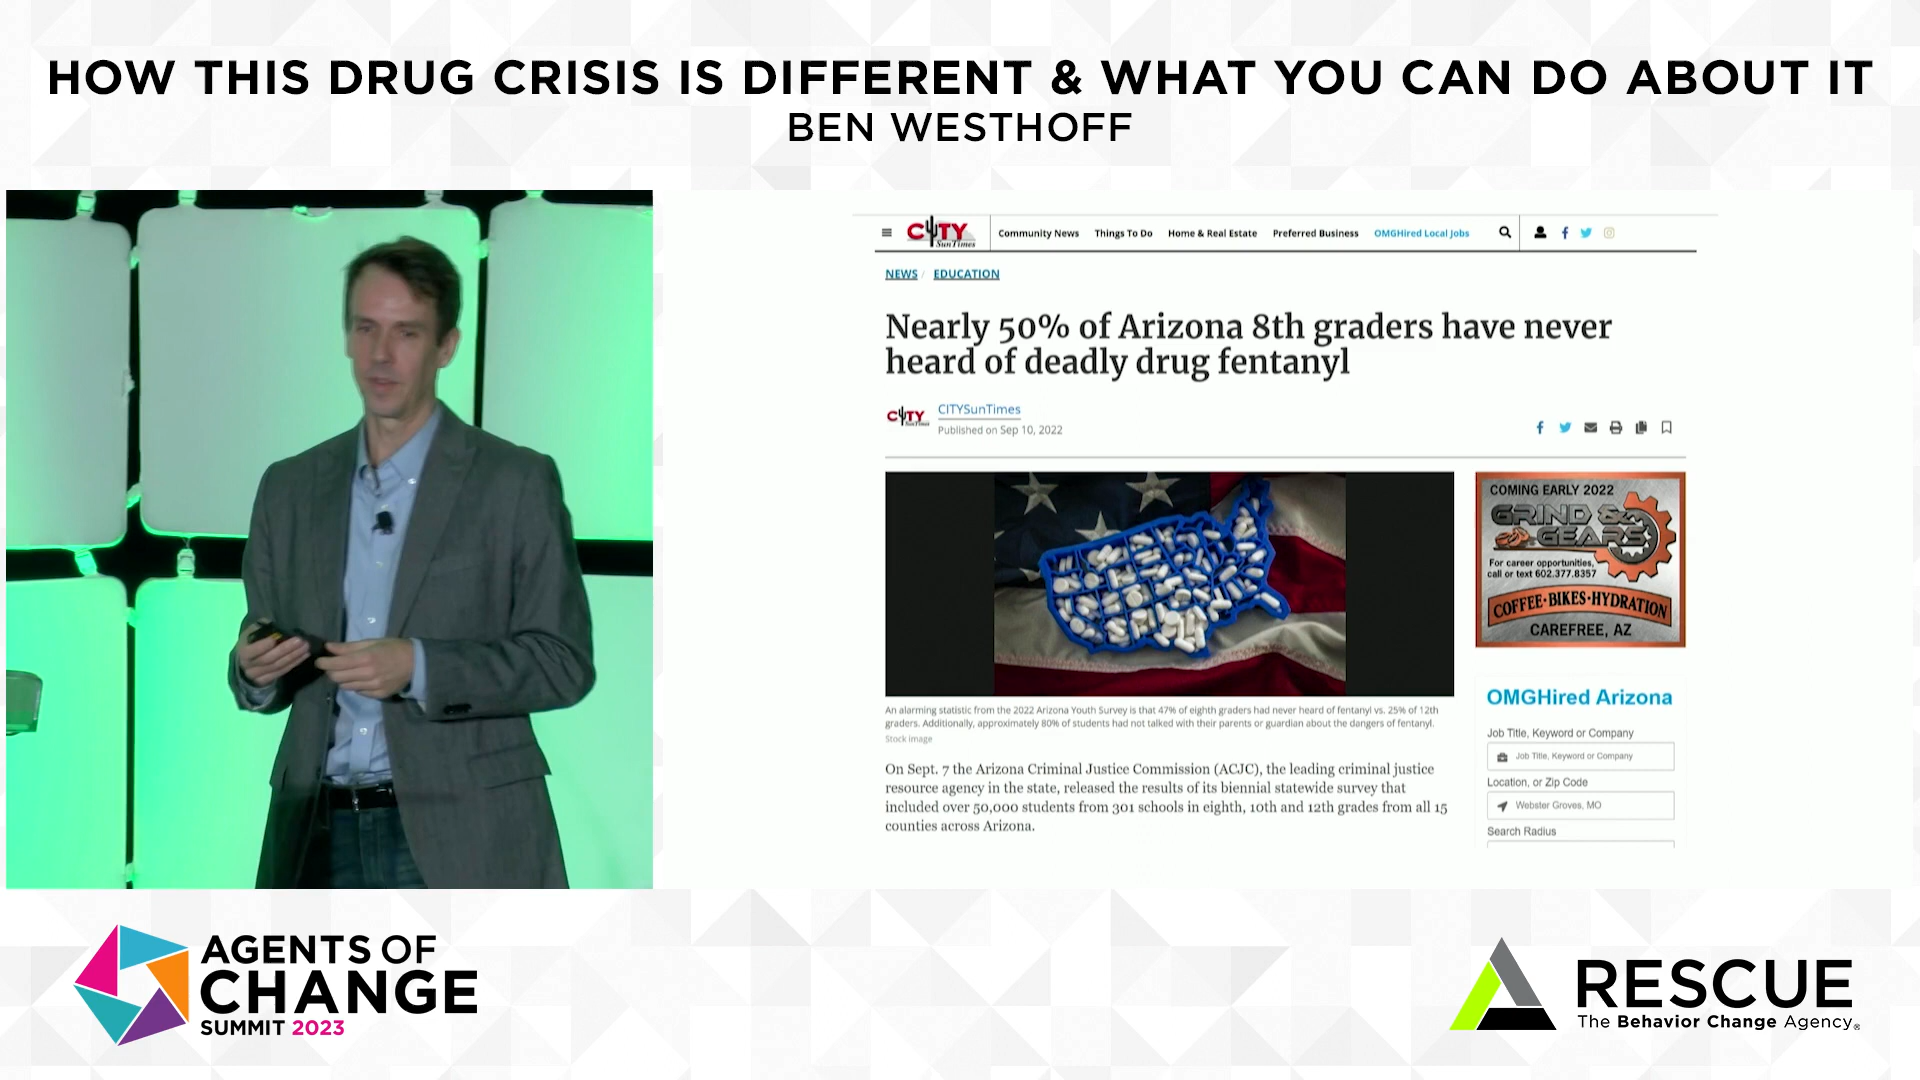 HOW THIS DRUG CRISIS IS DIFFERENT & WHAT YOU CAN DO ABOUT IT
BEN WESTHOFF
CITY
SunTimes
Community News
Things To Do
Home & Real Estate
Preferred Business
OMGHired Local Jobs
NEWS / EDUCATION
Nearly 50% of Arizona 8th graders have never
heard of deadly drug fentanyl
CITY
SunTimes
CITYSunTimes
Published on Sep 10, 2022
An alarming statistic from the 2022 Arizona Youth Survey is that 47% of eighth graders had never heard of fentanyl vs. 25% of 12th
graders. Additionally, approximately 80% of students had not talked with their parents or guardian about the dangers of fentanyl.
Stock image
On Sept. 7 the Arizona Criminal Justice Commission (ACJC), the leading criminal justice
resource agency in the state, released the results of its biennial statewide survey that
included over 50,000 students from 301 schools in eighth, 10th and 12th grades from all 15
counties across Arizona.
COMING EARLY 2022
GRIND &
GEARS
For career opportunities,
call or text 602.377.8357
COFFEE•BIKES•HYDRATION
CAREFREE, AZ
OMGHired Arizona
Job Title, Keyword or Company
Job Title, Keyword or Company
Location, or Zip Code
Webster Groves, MO
Search Radius
AGENTS OF
CHANGE
SUMMIT 2023
RESCUE
The Behavior Change Agency®